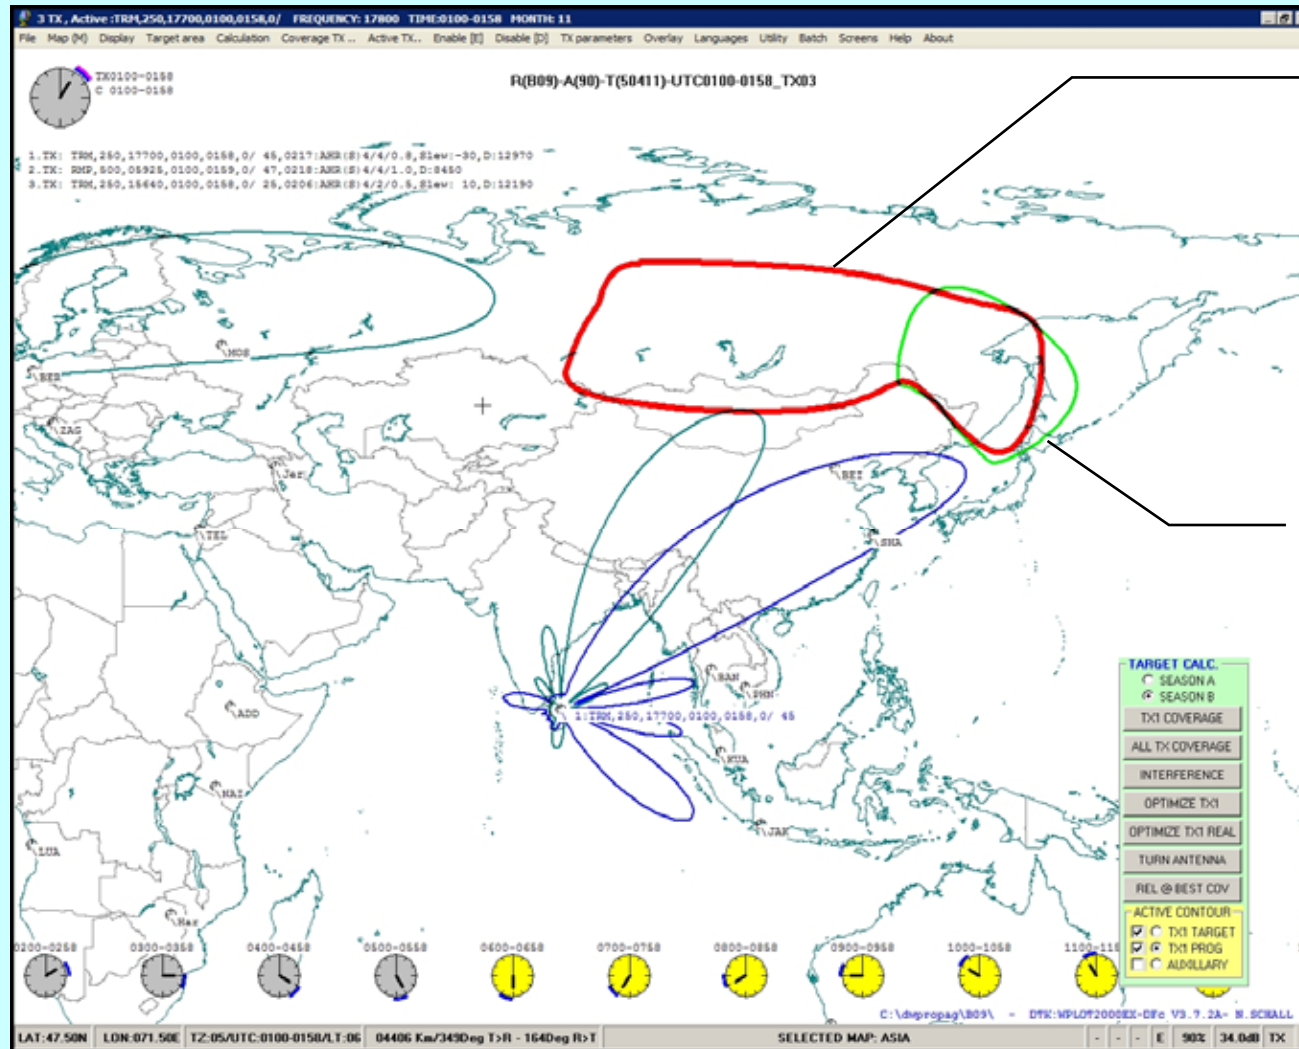 3 TX, Active :TRM,250,17700,0100,0158,0/ FREQUENCY: 17800 TIME:0100-0158 MONTH: 11
File Map (M) Display Target area Calculation Coverage TX .. Active TX.. Enable [E] Disable [D] TX parameters Overlay Languages Utility Batch Screens Help About
TX0100-0158
C 0100-0158
R(B09)-A(90)-T(50411)-UTC0100-0158_TX03
1.TX: TRM,250,17700,0100,0158,0/ 45,0217:AHR(S)4/4/0.8,Slew:-30,D:12970
2.TX: RMP,500,05925,0100,0159,0/ 47,0218:AHR(S)4/4/1.0,D:8450
3.TX: TRM,250,15640,0100,0158,0/ 25,0206:AHR(S)4/2/0.5,Slew: 10,D:12190
MOS
BER
ZAG
Jer
BEI
TEL
SHA
BAN
PHN
ADD
1:TRM,250,17700,0100,0158,0/ 45
KUA
NAI
JAK
LUA
Har
TARGET CALC.
SEASON A
SEASON B
TX1 COVERAGE
ALL TX COVERAGE
INTERFERENCE
OPTIMIZE TX1
OPTIMIZE TX1 REAL
TURN ANTENNA
REL @ BEST COV
ACTIVE CONTOUR
TX1 TARGET
TX1 PROG
AUXILLARY
0200-0258 0300-0358 0400-0458 0500-0558 0600-0658 0700-0758 0800-0858 0900-0958 1000-1058 1100-11
C:\dwpropag\B09\ - DTK:WPLOT2000EX-DFc V3.7.2A- N.SCHALL
LAT:47.50N LON:071.50E TZ:05/UTC:0100-0158/LT:06 04406 Km/349Deg T>R - 164Deg R>T SELECTED MAP: ASIA - - - E 90% 34.0dB TX